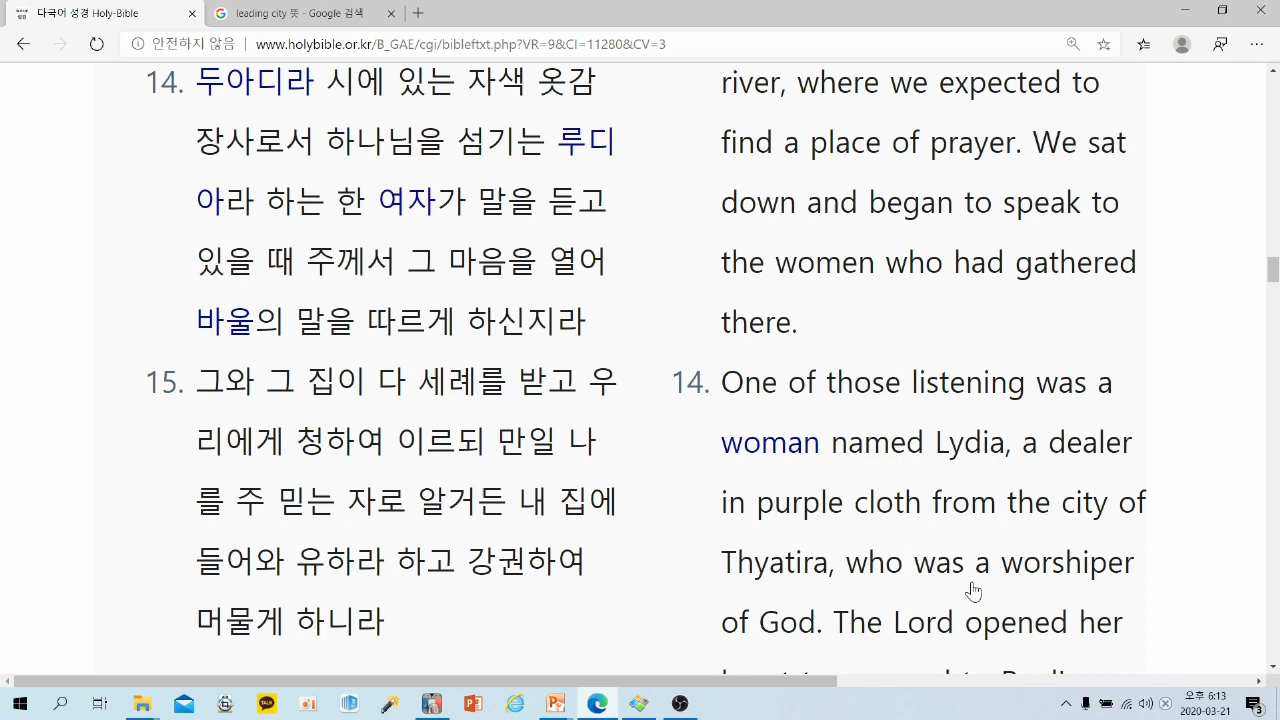 다국어 성경 Holy-Bible
leading city 뜻 - Google 검색
안전하지 않음
www.holybible.or.kr/B_GAE/cgi/bibleftxt.php?VR=9&CI=11280&CV=3
14. 두아디라 시에 있는 자색 옷감
장사로서 하나님을 섬기는 루디
아라 하는 한 여자가 말을 듣고
있을 때 주께서 그 마음을 열어
바울의 말을 따르게 하신지라
15. 그와 그 집이 다 세례를 받고 우
리에게 청하여 이르되 만일 나
를 주 믿는 자로 알거든 내 집에
들어와 유하라 하고 강권하여
머물게 하니라
river, where we expected to
find a place of prayer. We sat
down and began to speak to
the women who had gathered
there.
14. One of those listening was a
woman named Lydia, a dealer
in purple cloth from the city of
Thyatira, who was a worshiper
of God. The Lord opened her
TALK
오후 6:13
2020-03-21
3